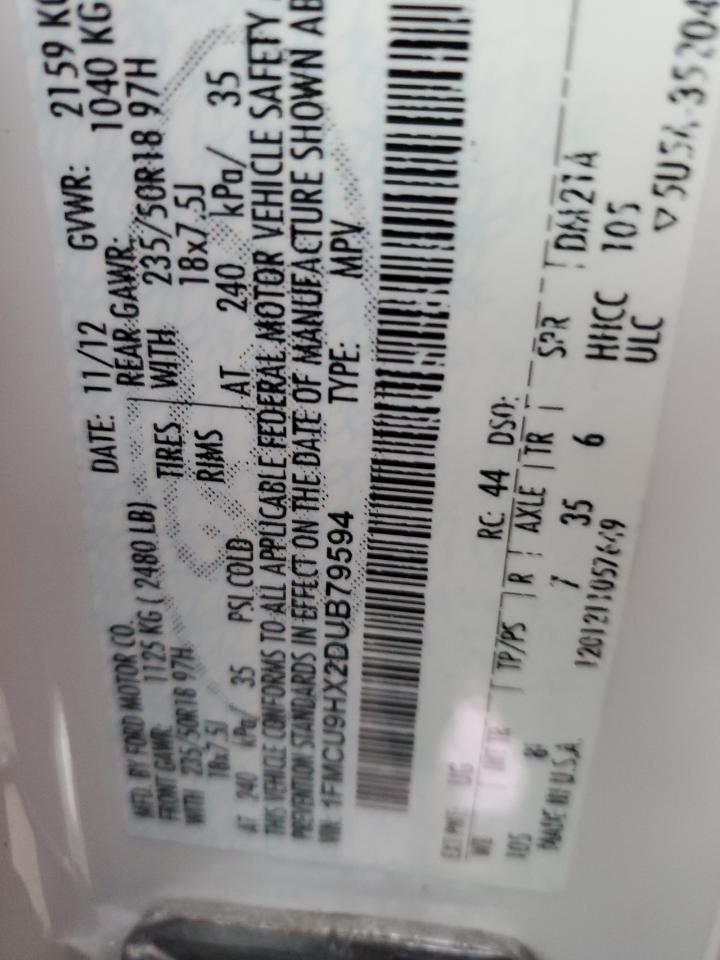 MFD. BY FORD MOTOR CO. DATE: 11/12 GVWR: 2159 KG
FRONT GAWR: 1125 KG ( 2480 LB) REAR GAWR: 1040 KG
WITH 235/50R18 97H TIRES WITH 235/50R18 97H
18x7.5J RIMS 18x7.5J
AT 240 kPa/ 35 PSI COLD AT 240 kPa/ 35
THIS VEHICLE CONFORMS TO ALL APPLICABLE FEDERAL MOTOR VEHICLE SAFETY
PREVENTION STANDARDS IN EFFECT ON THE DATE OF MANUFACTURE SHOWN AB
VIN: 1FMCU9HX2DUB79594 TYPE: MPV
EXT PNT: UG RC: 44 DSO:
TP/PS R AXLE TR SPR DM21A
105 8 7 35 6 HHCC
MADE IN U.S.A. ULC 105
▽5USA-35204